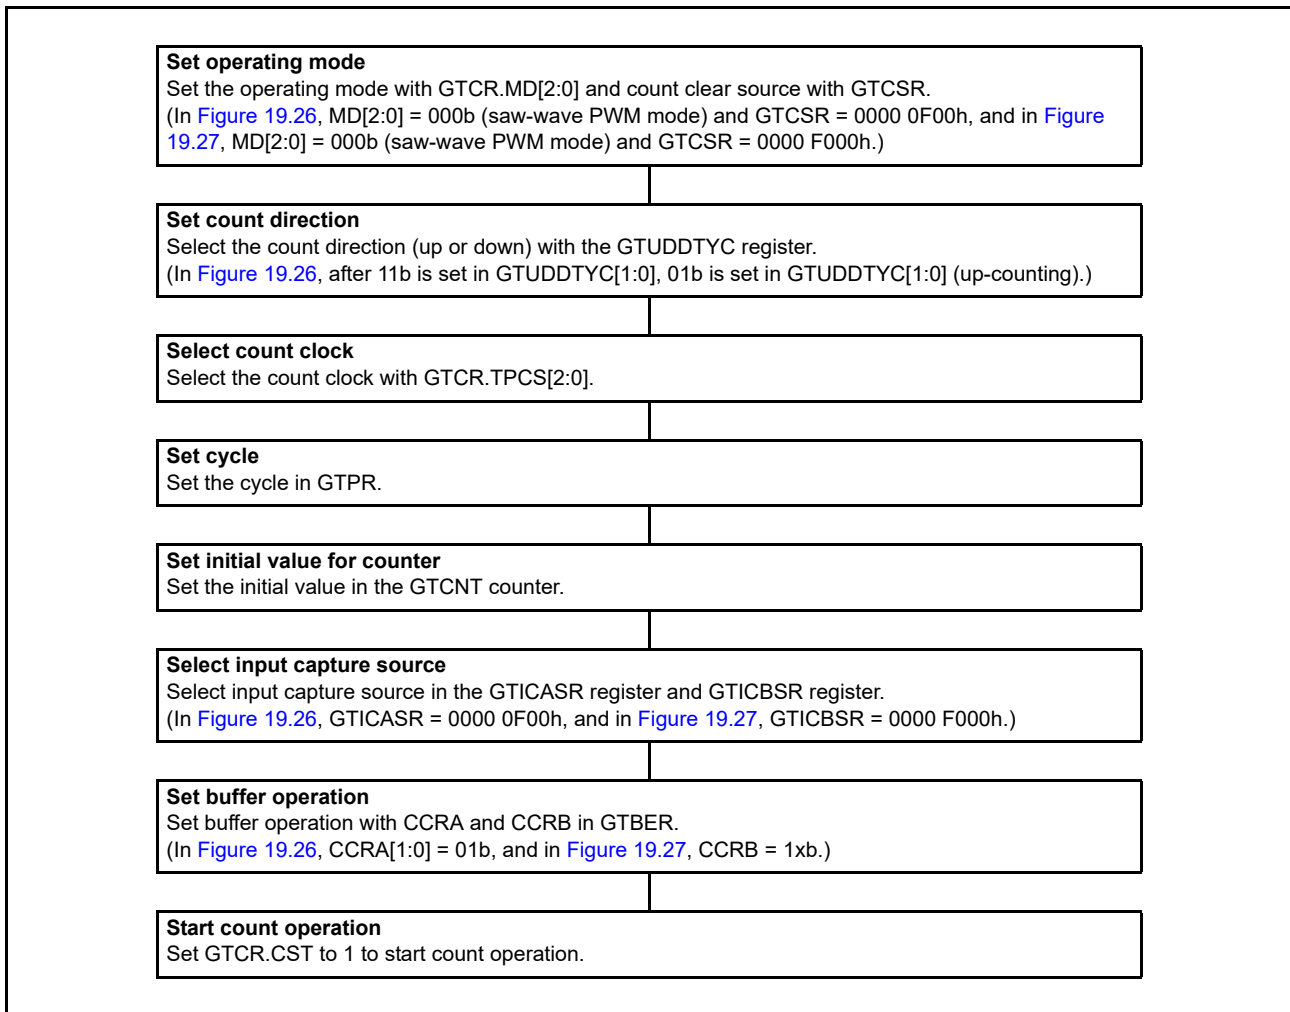 Set operating mode
Set the operating mode with GTCR.MD[2:0] and count clear source with GTCSR.
(In Figure 19.26, MD[2:0] = 000b (saw-wave PWM mode) and GTCSR = 0000 0F00h, and in Figure
19.27, MD[2:0] = 000b (saw-wave PWM mode) and GTCSR = 0000 F000h.)
Set count direction
Select the count direction (up or down) with the GTUDDTYC register.
(In Figure 19.26, after 11b is set in GTUDDTYC[1:0], 01b is set in GTUDDTYC[1:0] (up-counting).)
Select count clock
Select the count clock with GTCR.TPCS[2:0].
Set cycle
Set the cycle in GTPR.
Set initial value for counter
Set the initial value in the GTCNT counter.
Select input capture source
Select input capture source in the GTICASR register and GTICBSR register.
(In Figure 19.26, GTICASR = 0000 0F00h, and in Figure 19.27, GTICBSR = 0000 F000h.)
Set buffer operation
Set buffer operation with CCRA and CCRB in GTBER.
(In Figure 19.26, CCRA[1:0] = 01b, and in Figure 19.27, CCRB = 1xb.)
Start count operation
Set GTCR.CST to 1 to start count operation.